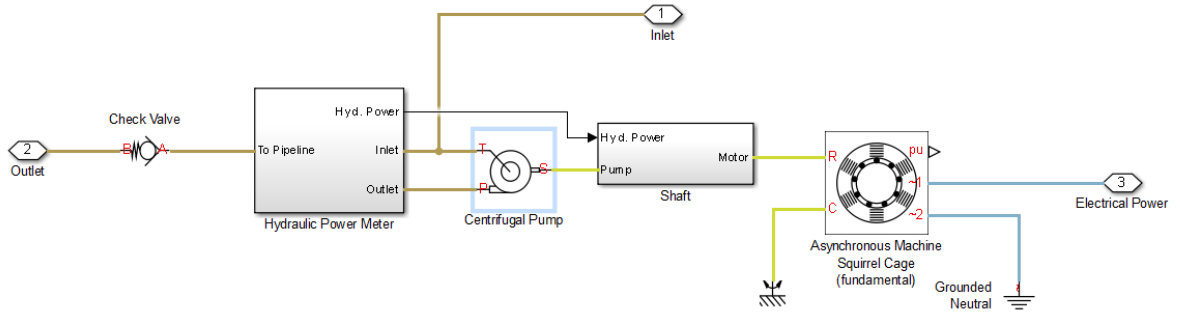 1
Inlet
Check Valve
Hyd. Power
2
B
A
To Pipeline
Inlet
T
Outlet
P
S
Outlet
Hydraulic Power Meter
Centrifugal Pump
Hyd. Power
Motor
Pump
Shaft
R
pu
~1
C
~2
3
Electrical Power
Asynchronous Machine
Squirrel Cage
(fundamental)
Grounded
Neutral